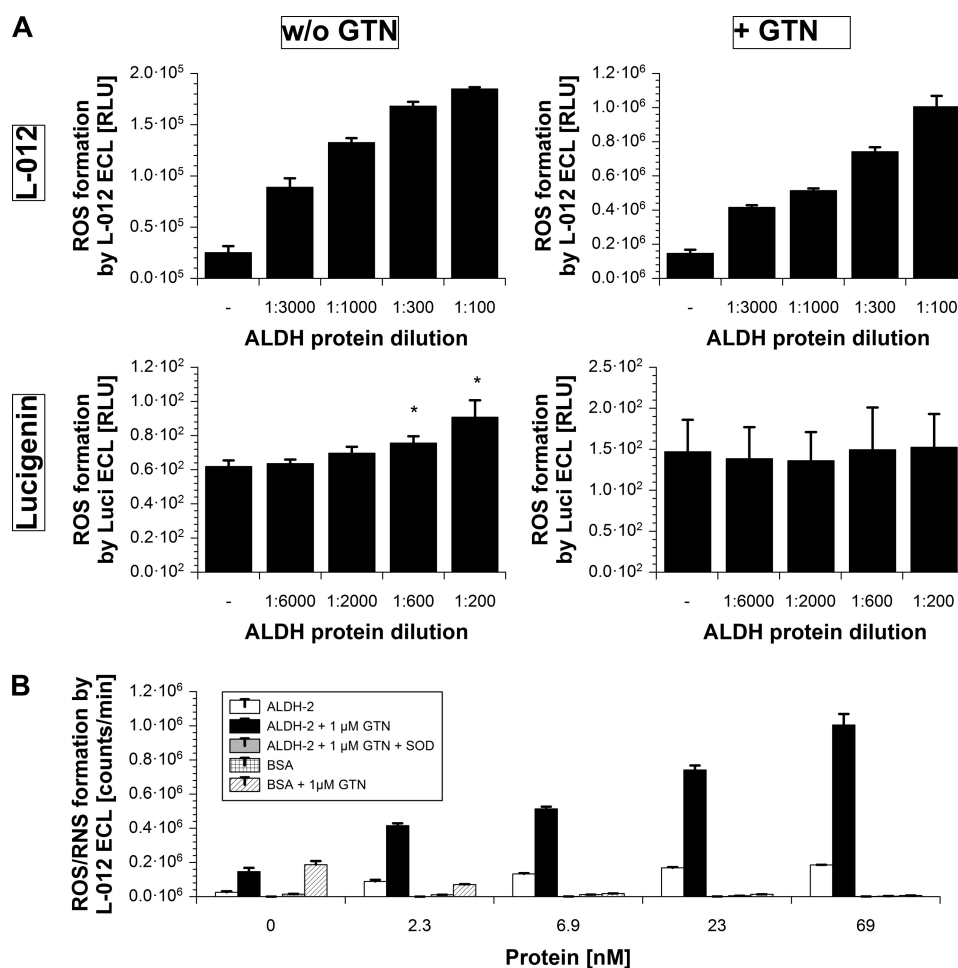 A
w/o GTN
+ GTN
L-012
ROS formation
by L-012 ECL [RLU]
2.0·10⁵
1.5·10⁵
1.0·10⁵
0.5·10⁵
0.0·10⁵
- 1:3000 1:1000 1:300 1:100
ALDH protein dilution
ROS formation
by L-012 ECL [RLU]
1.2·10⁶
1.0·10⁶
0.8·10⁶
0.6·10⁶
0.4·10⁶
0.2·10⁶
0.0·10⁶
- 1:3000 1:1000 1:300 1:100
ALDH protein dilution
Lucigenin
ROS formation
by Luci ECL [RLU]
1.2·10²
1.0·10²
0.8·10²
0.6·10²
0.4·10²
0.2·10²
0.0·10²
* *
- 1:6000 1:2000 1:600 1:200
ALDH protein dilution
ROS formation
by Luci ECL [RLU]
2.5·10²
2.0·10²
1.5·10²
1.0·10²
0.5·10²
0.0·10²
- 1:6000 1:2000 1:600 1:200
ALDH protein dilution
B
ROS/RNS formation by
L-012 ECL [counts/min]
1.2·10⁶
1.0·10⁶
0.8·10⁶
0.6·10⁶
0.4·10⁶
0.2·10⁶
0.0·10⁶
ALDH-2
ALDH-2 + 1 µM GTN
ALDH-2 + 1 µM GTN + SOD
BSA
BSA + 1µM GTN
0 2.3 6.9 23 69
Protein [nM]